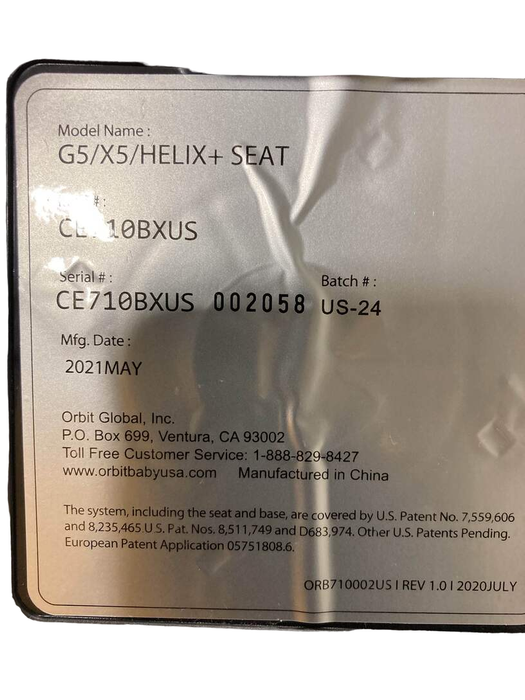 Model Name :
G5/X5/HELIX+ SEAT
#:
CE710BXUS
Serial # :
Batch # :
CE710BXUS 002058 US-24
Mfg. Date :
2021MAY
Orbit Global, Inc.
P.O. Box 699, Ventura, CA 93002
Toll Free Customer Service: 1-888-829-8427
www.orbitbabyusa.com Manufactured in China
The system, including the seat and base, are covered by U.S. Patent No. 7,559,606
and 8,235,465.U.S. Pat. Nos. 8,511,749 and D683,974. Other U.S. Patents Pending.
European Patent Application 05751808.6.
ORB710002US I REV 1.0 I 2020JULY